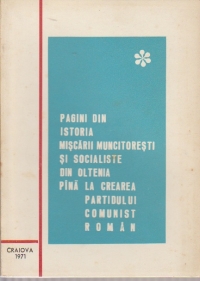 PAGINI DIN
ISTORIA
MIȘCĂRII MUNCITOREȘTI
ȘI SOCIALISTE
DIN OLTENIA
PÎNĂ LA CREAREA
PARTIDULUI
COMUNIST
ROMÂN
CRAIOVA
1971